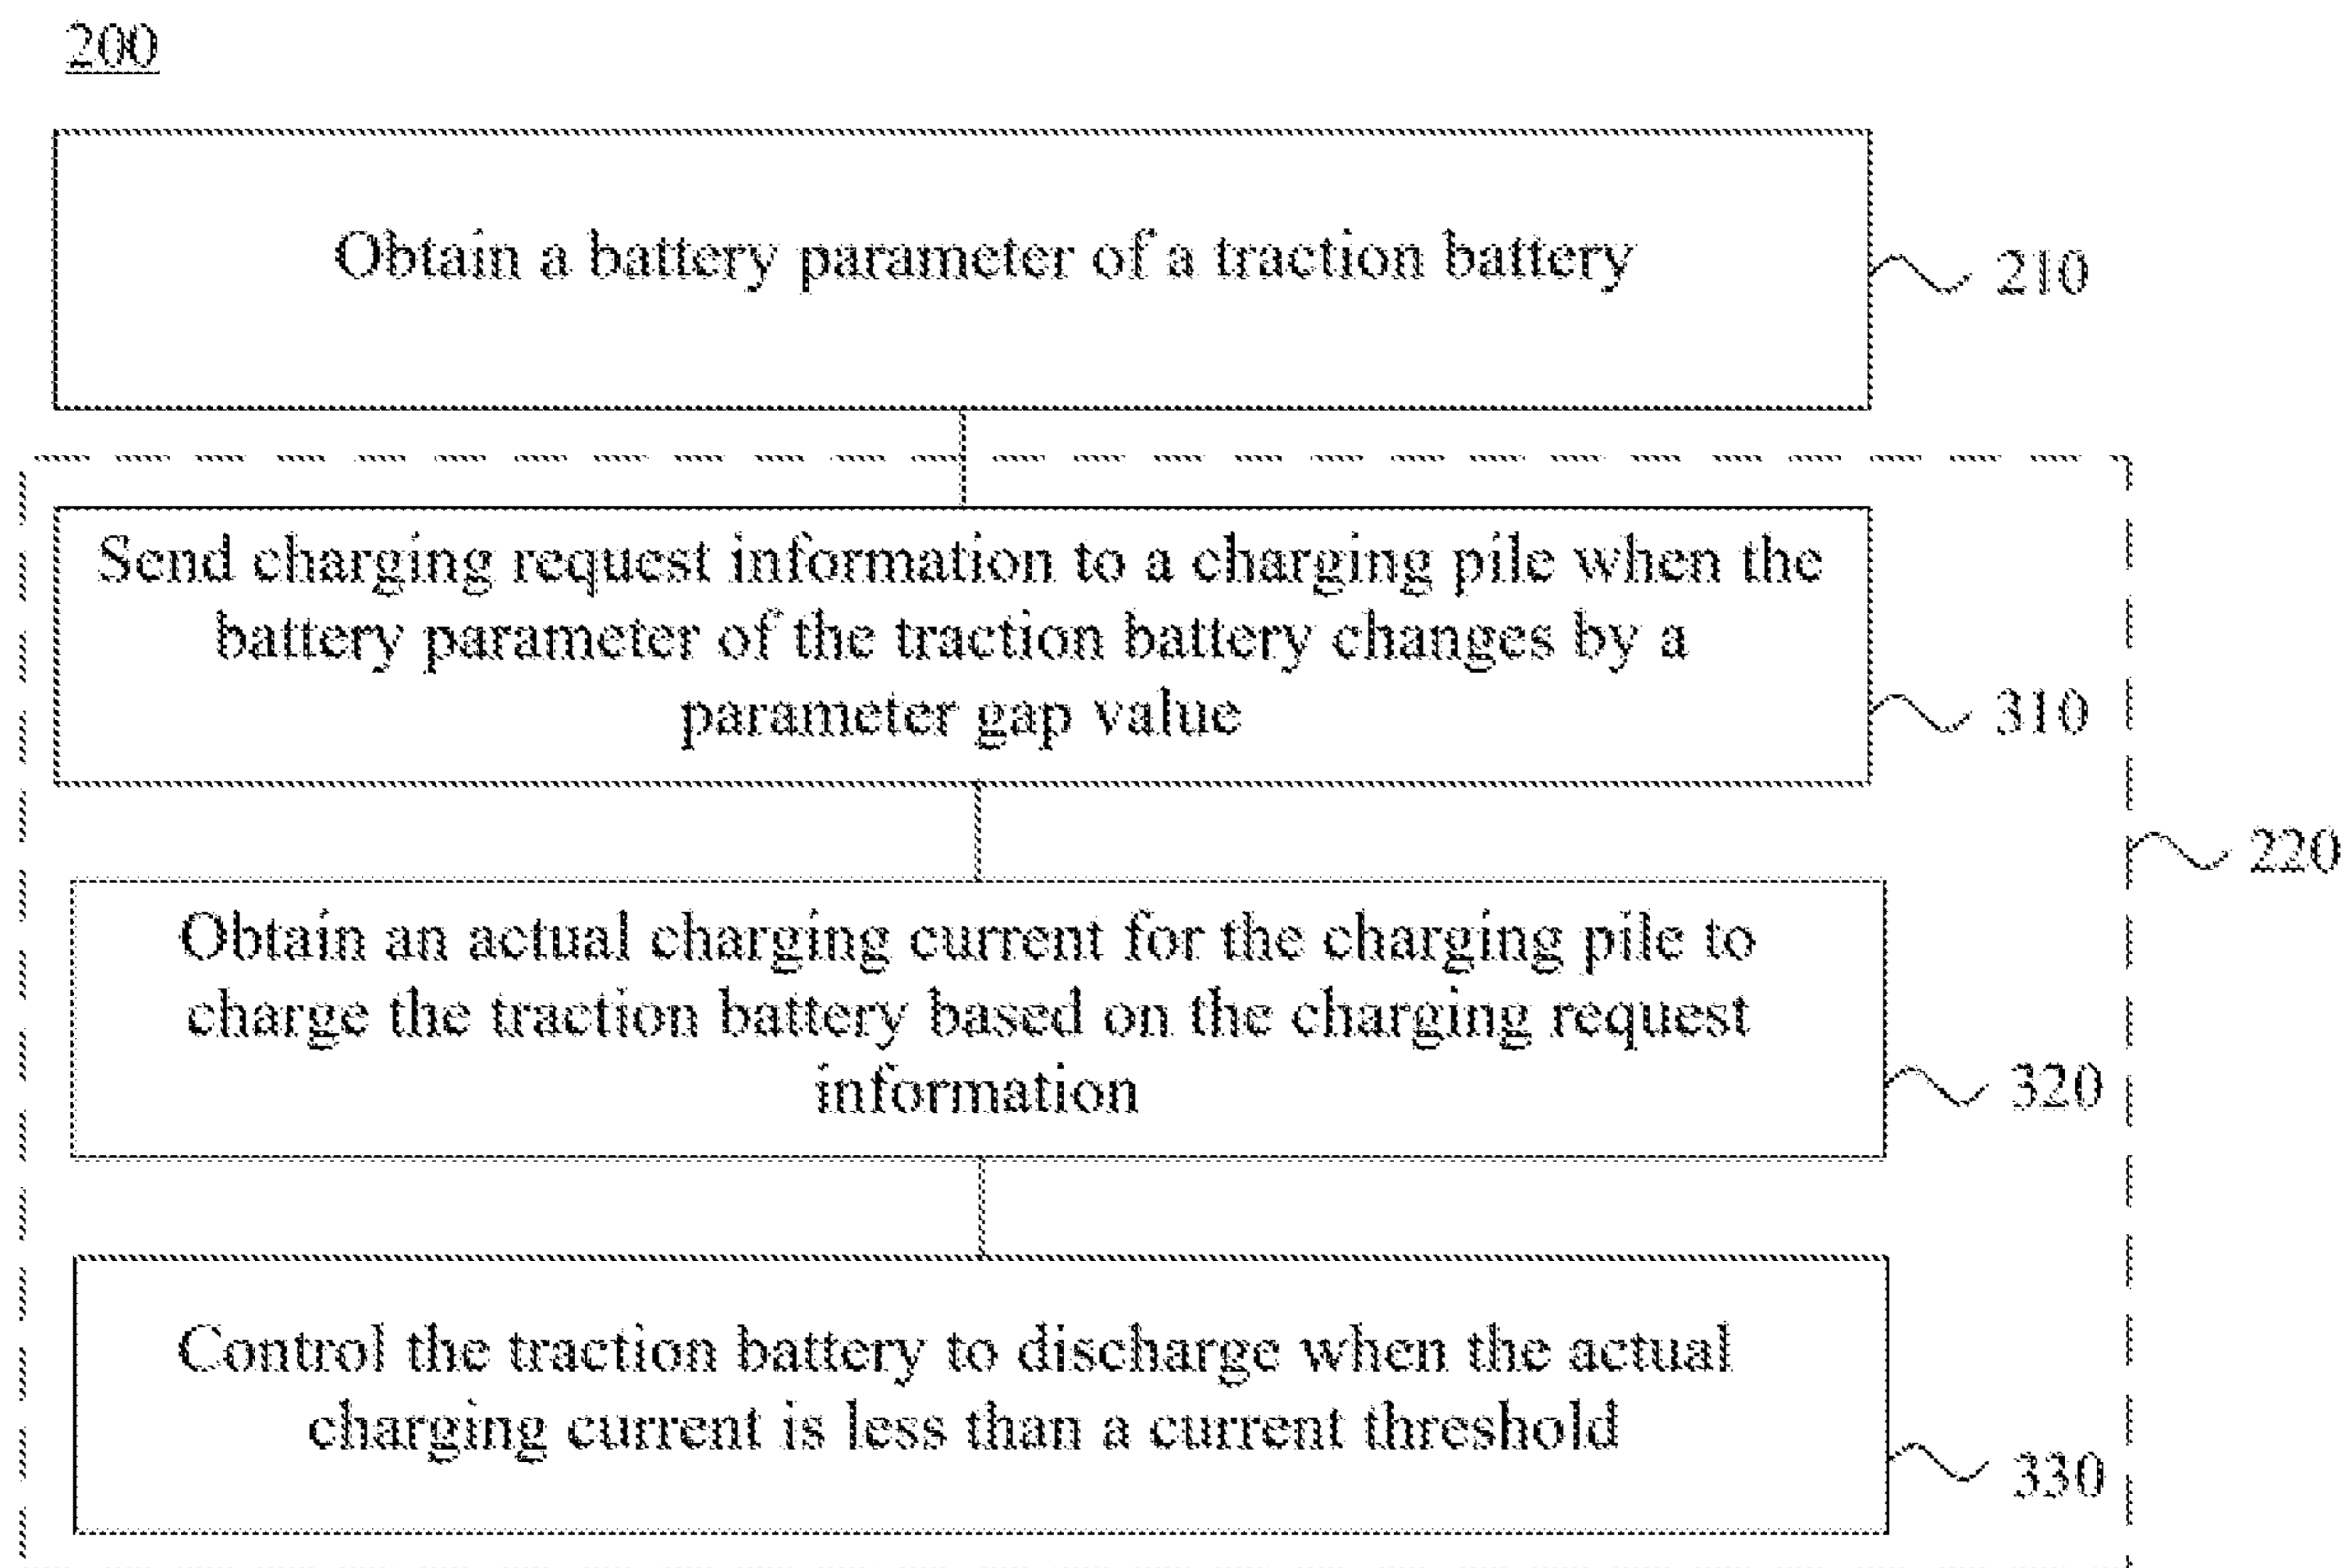 200
Obtain a battery parameter of a traction battery
210
Send charging request information to a charging pile when the
battery parameter of the traction battery changes by a
parameter gap value
310
220
Obtain an actual charging current for the charging pile to
charge the traction battery based on the charging request
information
320
Control the traction battery to discharge when the actual
charging current is less than a current threshold
330